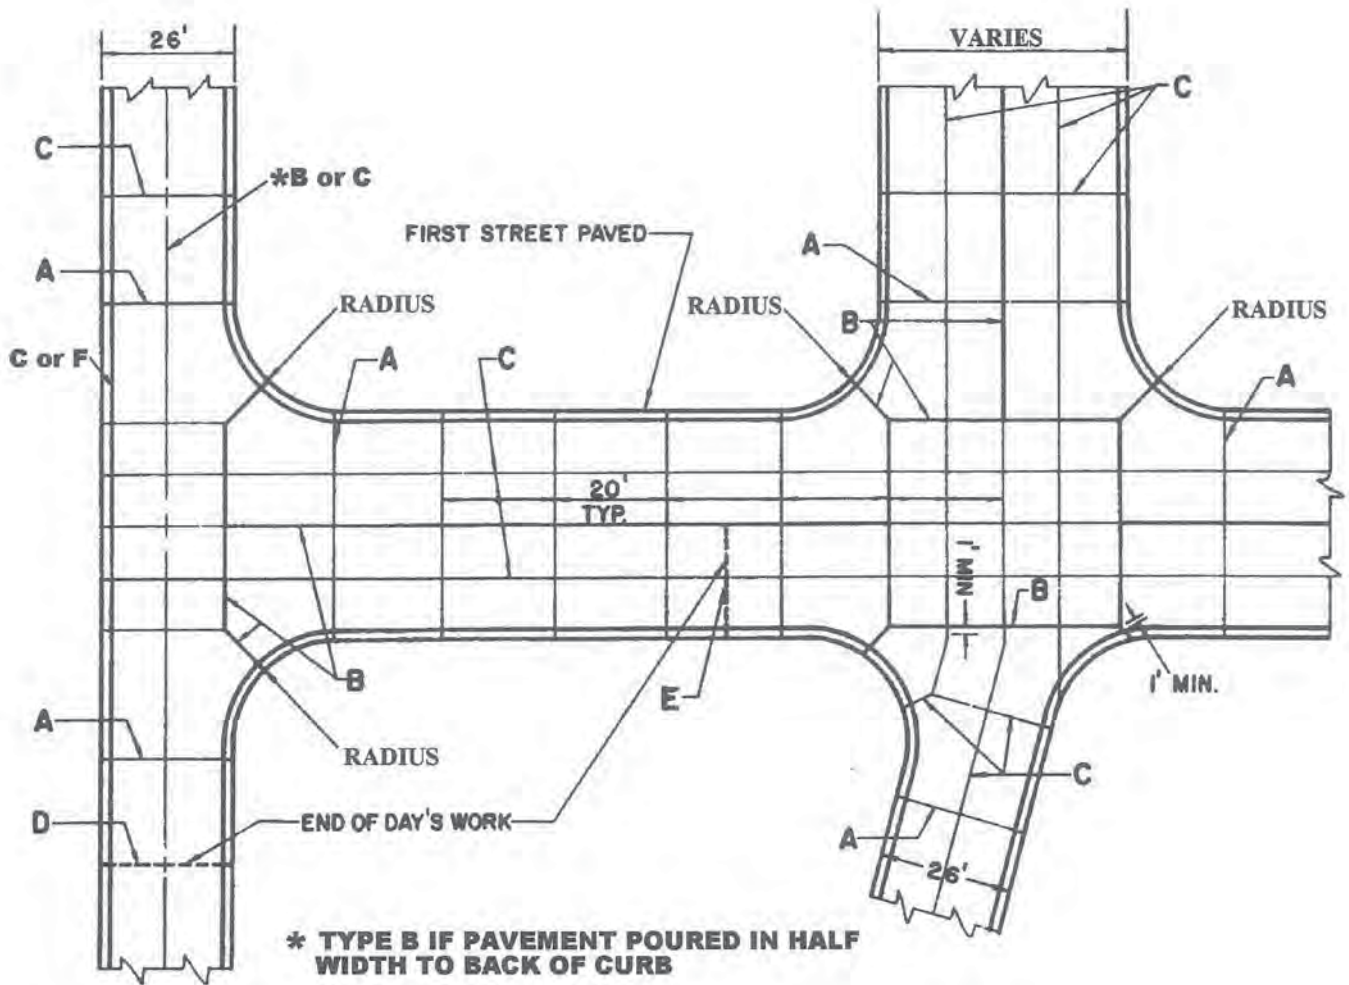 26'
VARIES
C
C
*B or C
FIRST STREET PAVED
A
A
RADIUS
RADIUS
B
RADIUS
C or F
A
C
A
20'
TYP.
1' MIN
B
B
E
1' MIN.
A
RADIUS
C
D
END OF DAY'S WORK
A
26'
* TYPE B IF PAVEMENT POURED IN HALF
WIDTH TO BACK OF CURB